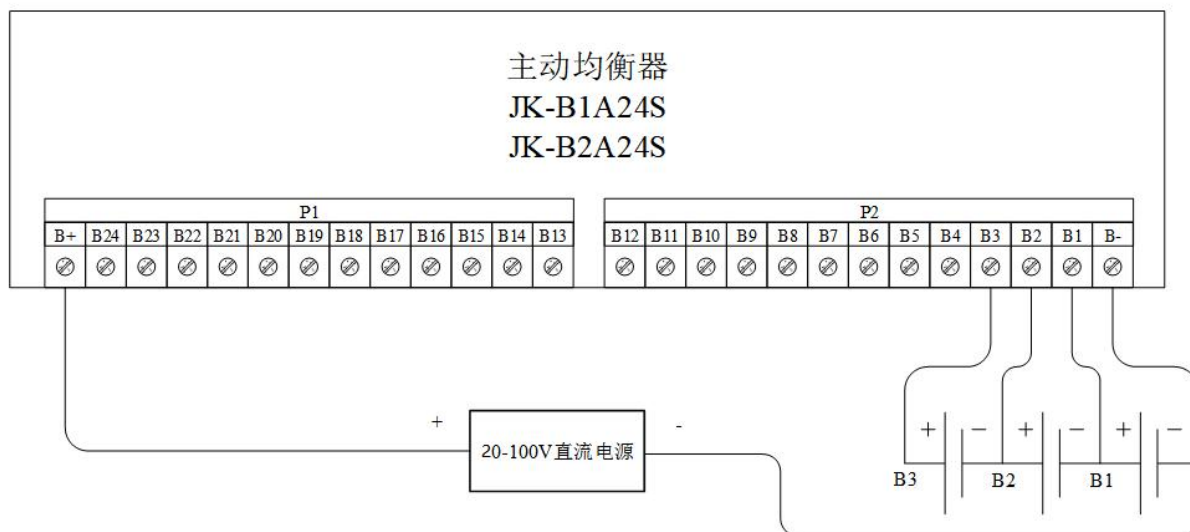 主动均衡器
JK-B1A24S
JK-B2A24S
P1
P2
B+ B24 B23 B22 B21 B20 B19 B18 B17 B16 B15 B14 B13
B12 B11 B10 B9 B8 B7 B6 B5 B4 B3 B2 B1 B-
+ -
20-100V直流电源
+ - + - + -
B3 B2 B1